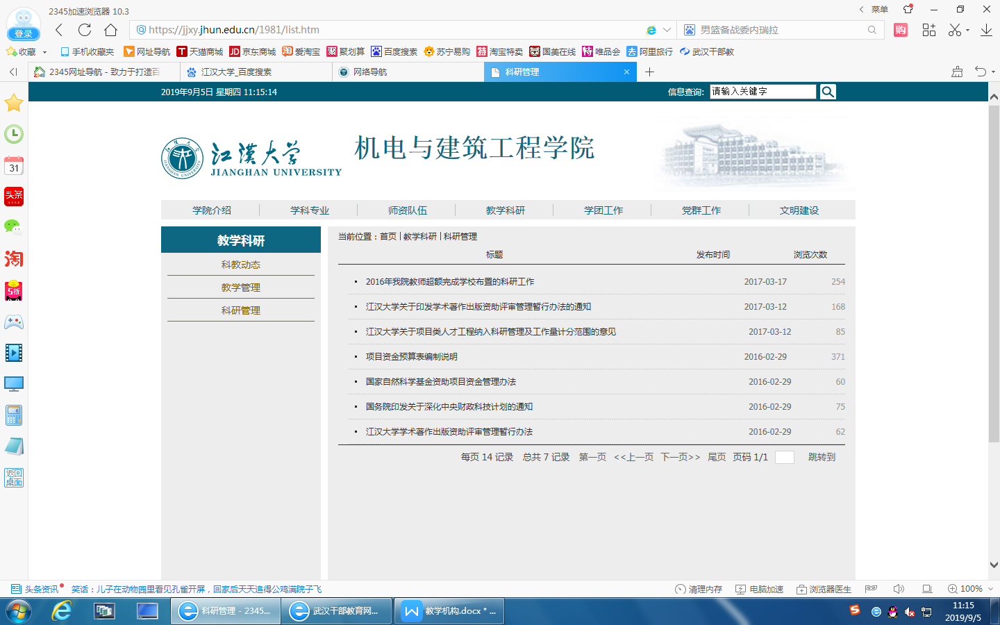 2345加速浏览器 10.3
菜单
登录
https://jjxy.jhun.edu.cn/1981/list.htm
男篮备战委内瑞拉
购
收藏 手机收藏夹 网址导航 天猫商城 京东商城 爱淘宝 聚划算 百度搜索 苏宁易购 淘宝特卖 国美在线 唯品会 阿里旅行 武汉干部教
2345网址导航 - 致力于打造百
江汉大学_百度搜索
网络导航
科研管理
2019年9月5日 星期四 11:15:14
信息查询:
请输入关键字
江汉大学
JIANGHAN UNIVERSITY
机电与建筑工程学院
学院介绍 学科专业 师资队伍 教学科研 学团工作 党群工作 文明建设
教学科研
科教动态
教学管理
科研管理
当前位置：首页 | 教学科研 | 科研管理
标题 发布时间 浏览次数
2016年我院教师超额完成学校布置的科研工作 2017-03-17 254
江汉大学关于印发学术著作出版资助评审管理暂行办法的通知 2017-03-12 168
江汉大学关于项目类人才工程纳入科研管理及工作量计分范围的意见 2017-03-12 85
项目资金预算表编制说明 2016-02-29 371
国家自然科学基金资助项目资金管理办法 2016-02-29 60
国务院印发关于深化中央财政科技计划的通知 2016-02-29 75
江汉大学学术著作出版资助评审管理暂行办法 2016-02-29 62
每页 14 记录 总共 7 记录 第一页 <<上一页 下一页>> 尾页 页码 1/1 跳转到
31
头条
淘
5折
返回
桌面
头条资讯 笑话：儿子在动物园里看见孔雀开屏，回家后天天追得公鸡满院子飞
清理内存 电脑加速 浏览器医生 100%
科研管理 - 2345...
武汉干部教育网...
教学机构.docx * ...
11:15
2019/9/5